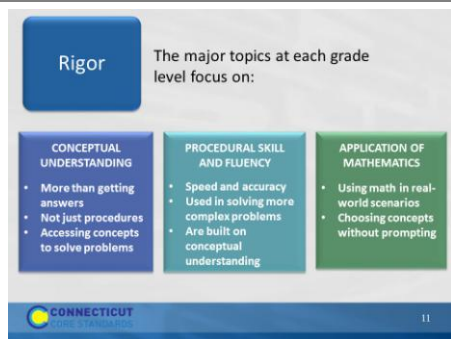 Rigor
The major topics at each grade
level focus on:
CONCEPTUAL
UNDERSTANDING
• More than getting
answers
• Not just procedures
• Accessing concepts
to solve problems
PROCEDURAL SKILL
AND FLUENCY
• Speed and accuracy
• Used in solving more
complex problems
• Are built on
conceptual
understanding
APPLICATION OF
MATHEMATICS
• Using math in real-
world scenarios
• Choosing concepts
without prompting
CONNECTICUT
CORE STANDARDS
11